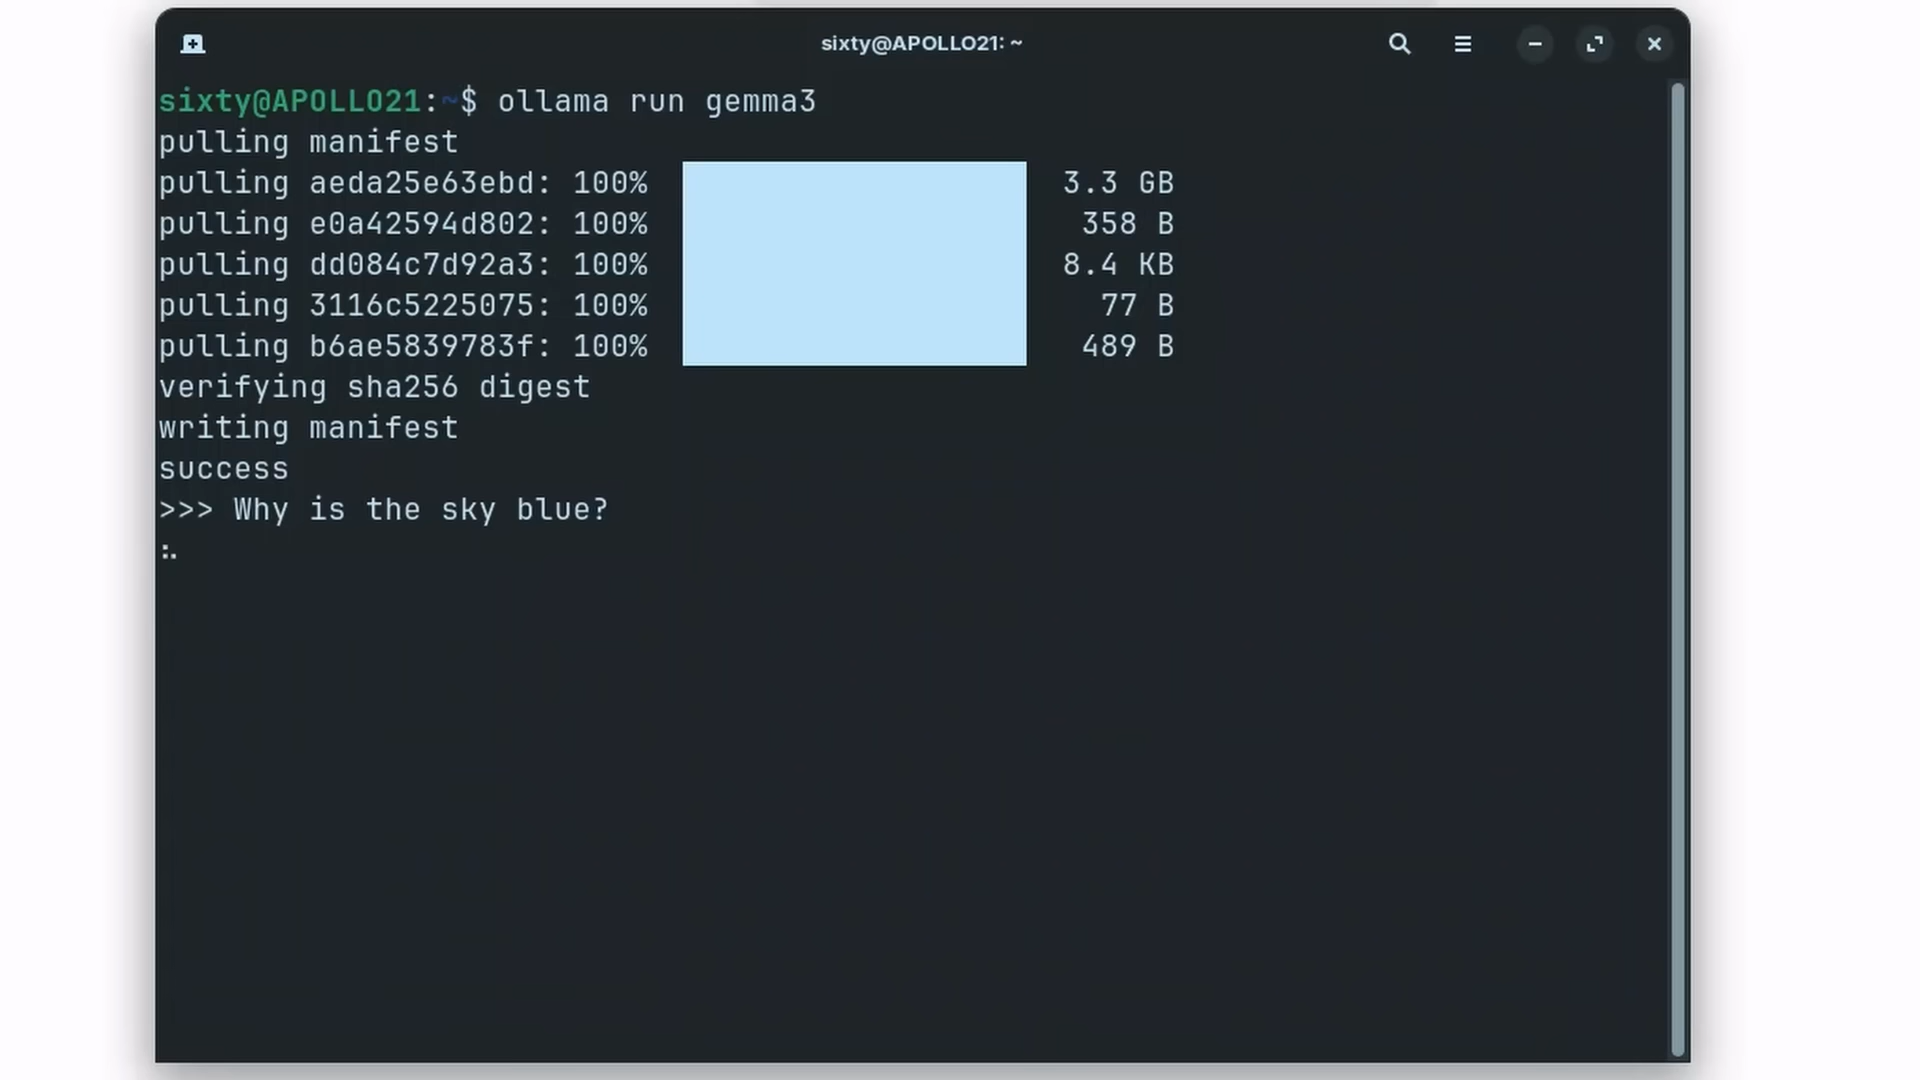 sixty@APOLLO21: ~
sixty@APOLLO21:~$ ollama run gemma3
pulling manifest
pulling aeda25e63ebd: 100% 3.3 GB
pulling e0a42594d802: 100% 358 B
pulling dd084c7d92a3: 100% 8.4 KB
pulling 3116c5225075: 100% 77 B
pulling b6ae5839783f: 100% 489 B
verifying sha256 digest
writing manifest
success
>>> Why is the sky blue?